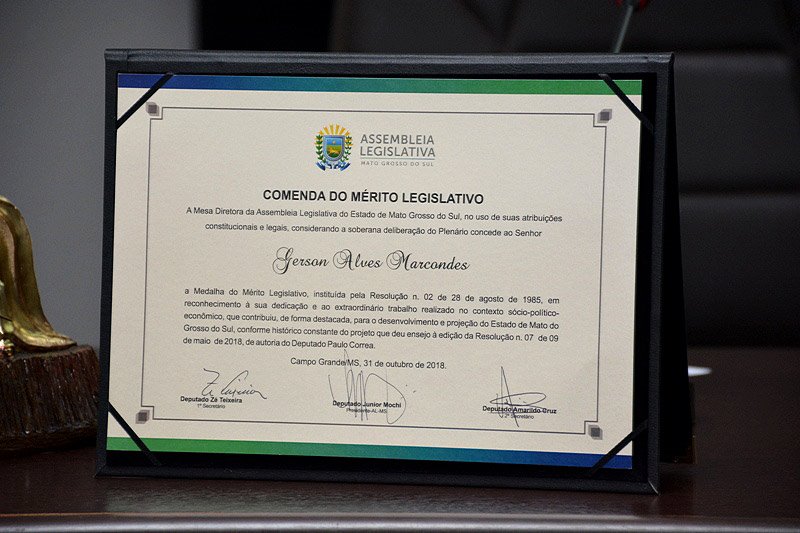 ASSEMBLEIA
LEGISLATIVA
MATO GROSSO DO SUL
COMENDA DO MÉRITO LEGISLATIVO
A Mesa Diretora da Assembleia Legislativa do Estado de Mato Grosso do Sul, no uso de suas atribuições
constitucionais e legais, considerando a soberana deliberação do Plenário concede ao Senhor
Gerson Alves Marcondes
a Medalha do Mérito Legislativo, instituída pela Resolução n. 02 de 28 de agosto de 1985, em
reconhecimento à sua dedicação e ao extraordinário trabalho realizado no contexto sócio-político-
econômico, que contribuiu, de forma destacada, para o desenvolvimento e projeção do Estado de Mato do
Grosso do Sul, conforme histórico constante do projeto que deu ensejo à edição da Resolução n. 07 de 09
de maio de 2018, de autoria do Deputado Paulo Correa.
Campo Grande/MS, 31 de outubro de 2018.
Deputado Zé Teixeira
1º Secretário
Deputado Junior Mochi
Presidente-AL-MS
Deputado Amarildo Cruz
2º Secretário